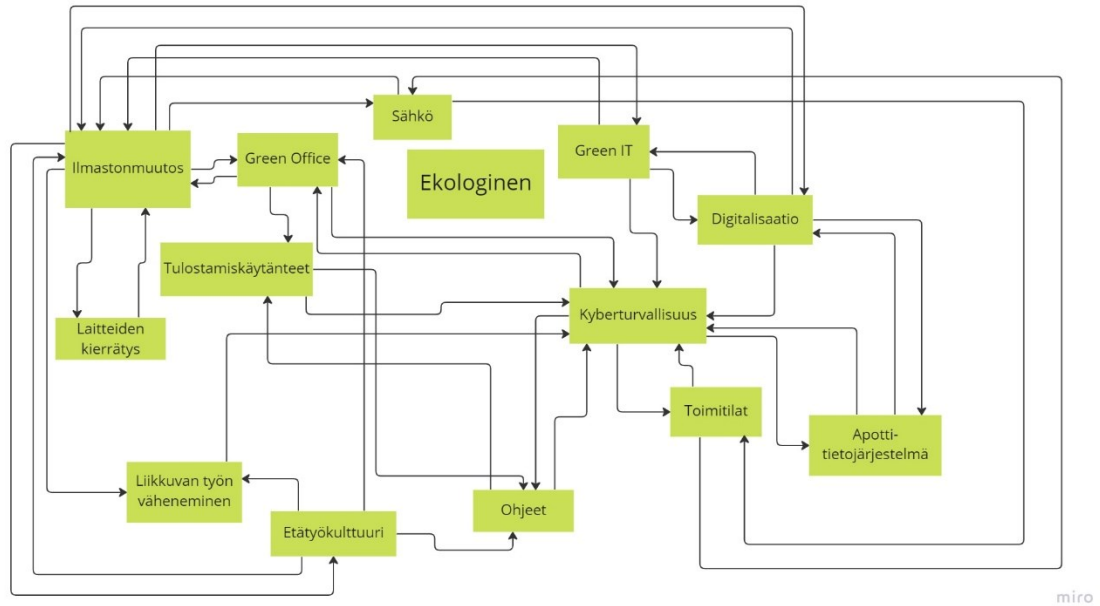 Sähkö
Ilmastonmuutos
Green Office
Green IT
Ekologinen
Digitalisaatio
Tulostamiskäytänteet
Kyberturvallisuus
Laitteiden
kierrätys
Toimitilat
Apotti-
tietojärjestelmä
Liikkuvan työn
väheneminen
Ohjeet
Etätyökulttuuri
miro